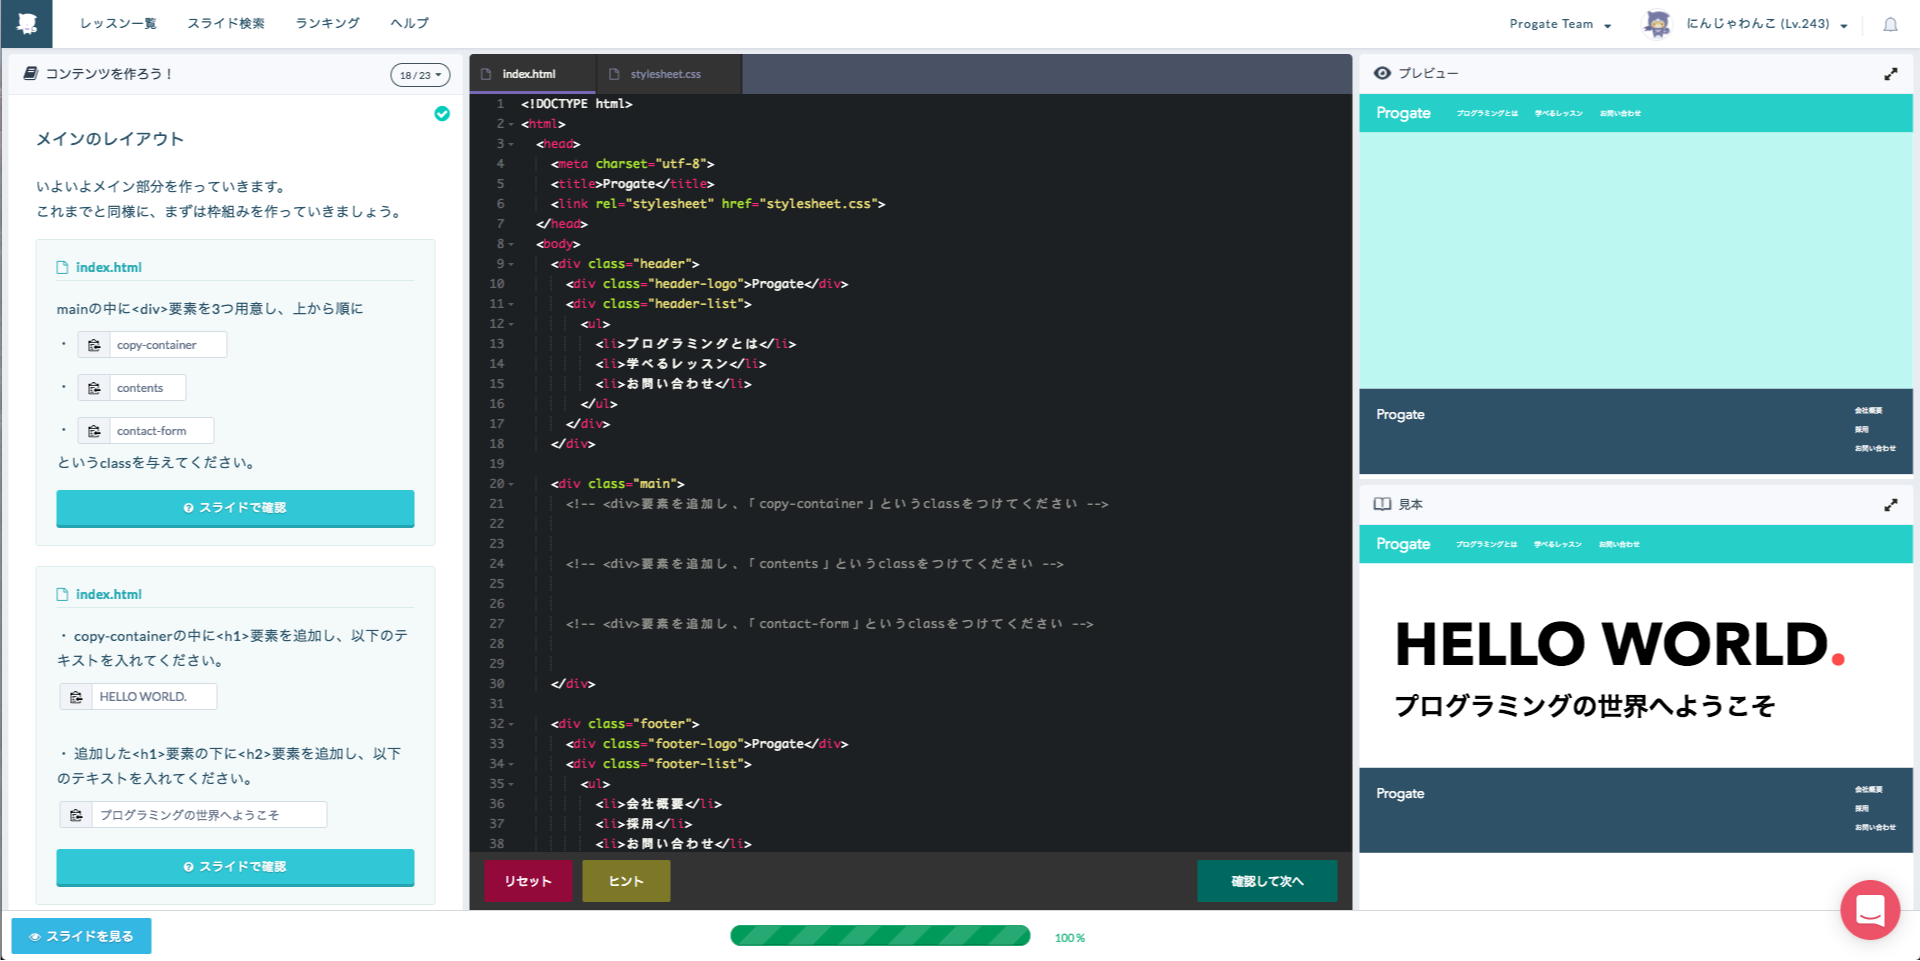 レッスン一覧 スライド検索 ランキング ヘルプ
Progate Team にんじゃわんこ (Lv.243)
コンテンツを作ろう！ 18 / 23
メインのレイアウト
いよいよメイン部分を作っていきます。
これまでと同様に、まずは枠組みを作っていきましょう。
index.html
mainの中に<div>要素を3つ用意し、上から順に
・ copy-container
・ contents
・ contact-form
というclassを与えてください。
スライドで確認
index.html
・ copy-containerの中に<h1>要素を追加し、以下のテ
キストを入れてください。
HELLO WORLD.
・ 追加した<h1>要素の下に<h2>要素を追加し、以下
のテキストを入れてください。
プログラミングの世界へようこそ
スライドで確認
スライドを見る
index.html stylesheet.css
1 <!DOCTYPE html>
2 <html>
3 <head>
4 <meta charset="utf-8">
5 <title>Progate</title>
6 <link rel="stylesheet" href="stylesheet.css">
7 </head>
8 <body>
9 <div class="header">
10 <div class="header-logo">Progate</div>
11 <div class="header-list">
12 <ul>
13 <li>プログラミングとは</li>
14 <li>学べるレッスン</li>
15 <li>お問い合わせ</li>
16 </ul>
17 </div>
18 </div>
19
20 <div class="main">
21 <!-- <div>要素を追加し、「copy-container」というclassをつけてください -->
22
23
24 <!-- <div>要素を追加し、「contents」というclassをつけてください -->
25
26
27 <!-- <div>要素を追加し、「contact-form」というclassをつけてください -->
28
29
30 </div>
31
32 <div class="footer">
33 <div class="footer-logo">Progate</div>
34 <div class="footer-list">
35 <ul>
36 <li>会社概要</li>
37 <li>採用</li>
38 <li>お問い合わせ</li>
リセット ヒント 確認して次へ
100%
プレビュー
Progate プログラミングとは 学べるレッスン お問い合わせ
Progate 会社概要
採用
お問い合わせ
見本
Progate プログラミングとは 学べるレッスン お問い合わせ
HELLO WORLD.
プログラミングの世界へようこそ
Progate 会社概要
採用
お問い合わせ